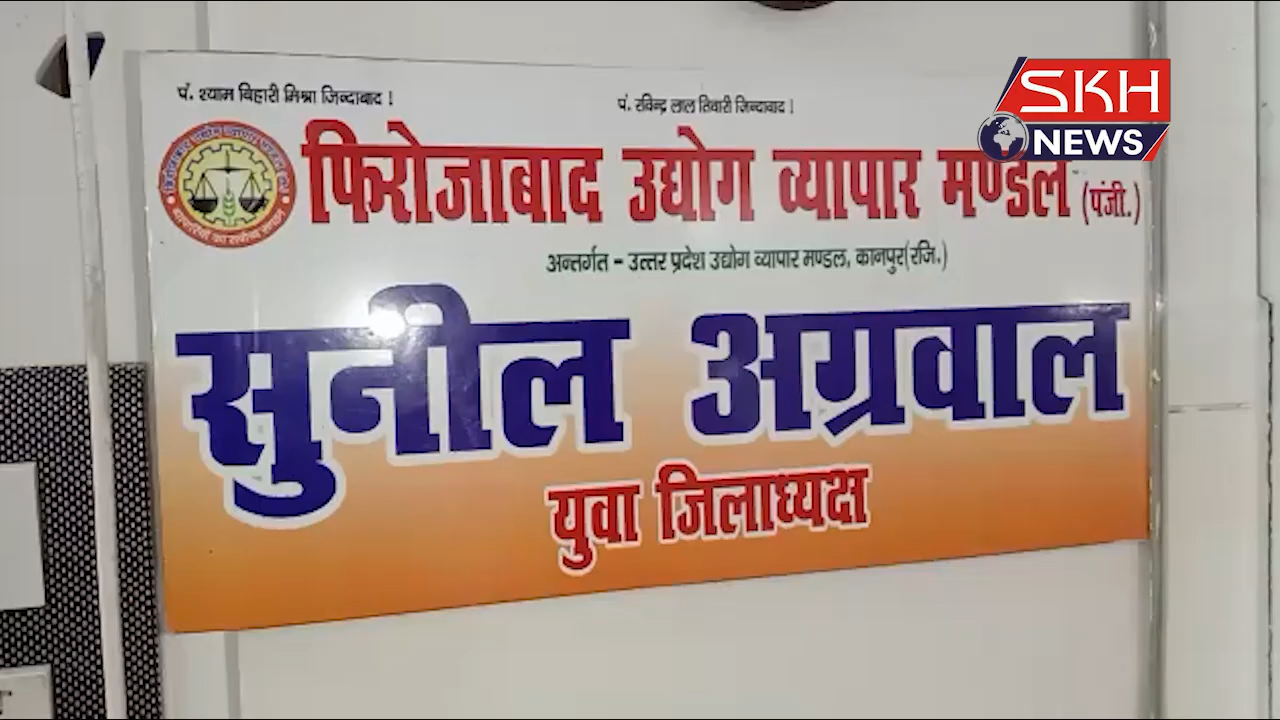 पं. श्याम बिहारी मिश्रा जिन्दाबाद !
पं. रविन्द्र लाल तिवारी जिन्दाबाद !
SKH
NEWS
फिरोजाबाद उद्योग व्यापार मण्डल (पंजी.)
अन्तर्गत - उत्तर प्रदेश उद्योग व्यापार मण्डल, कानपुर(रजि.)
सुनील अग्रवाल
युवा जिलाध्यक्ष